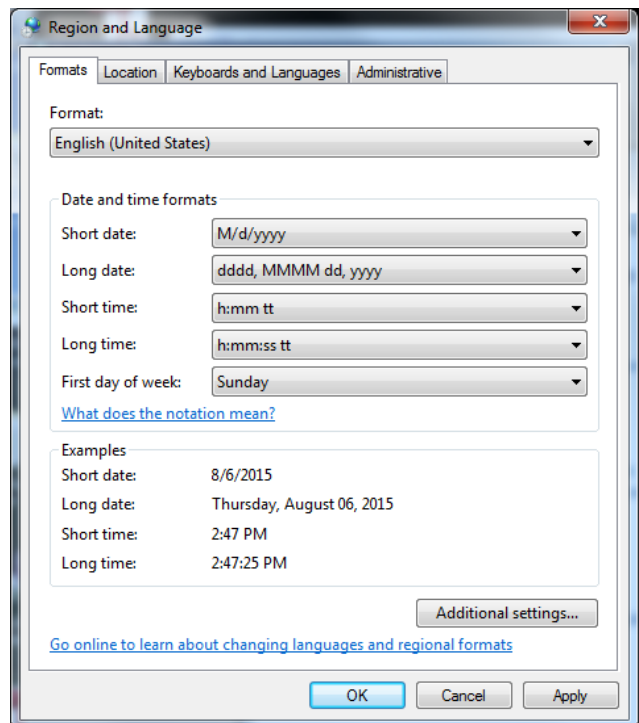 Region and Language
Formats Location Keyboards and Languages Administrative
Format:
English (United States)
Date and time formats
Short date: M/d/yyyy
Long date: dddd, MMMM dd, yyyy
Short time: h:mm tt
Long time: h:mm:ss tt
First day of week: Sunday
What does the notation mean?
Examples
Short date: 8/6/2015
Long date: Thursday, August 06, 2015
Short time: 2:47 PM
Long time: 2:47:25 PM
Additional settings...
Go online to learn about changing languages and regional formats
OK Cancel Apply